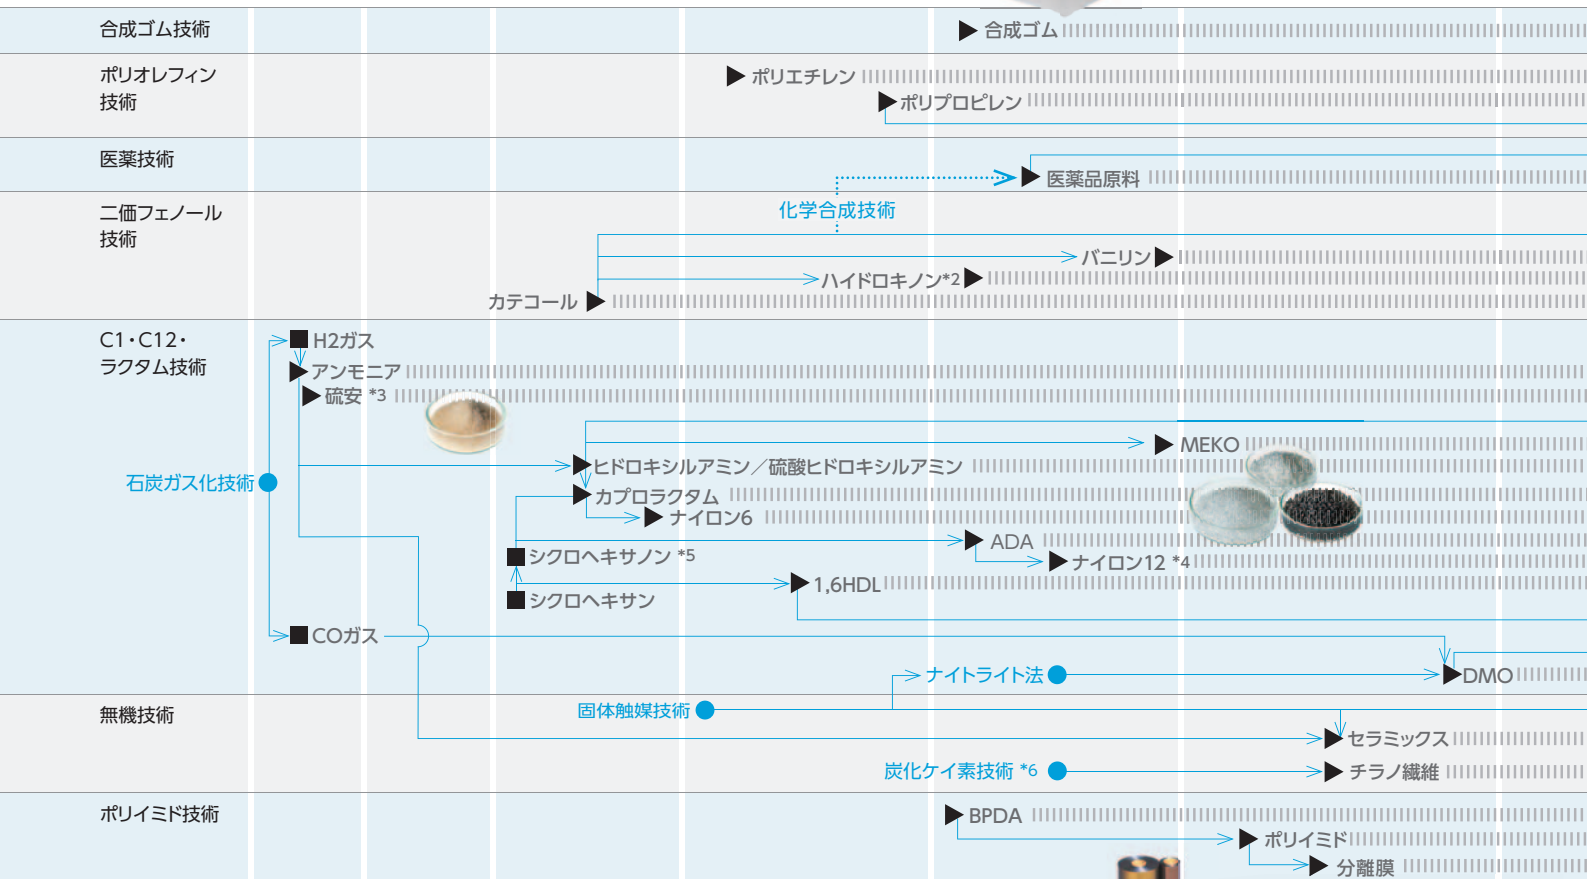 合成ゴム技術
合成ゴム
ポリオレフィン
技術
ポリエチレン
ポリプロピレン
医薬技術
医薬品原料
二価フェノール
技術
化学合成技術
バニリン
ハイドロキノン*2
カテコール
C1・C12・
ラクタム技術
H2ガス
アンモニア
硫安 *3
MEKO
ヒドロキシルアミン／硫酸ヒドロキシルアミン
石炭ガス化技術
カプロラクタム
ナイロン6
ADA
シクロヘキサノン *5
ナイロン12 *4
1,6HDL
シクロヘキサン
COガス
ナイトライト法
DMO
無機技術
固体触媒技術
セラミックス
炭化ケイ素技術 *6
チラノ繊維
ポリイミド技術
BPDA
ポリイミド
分離膜